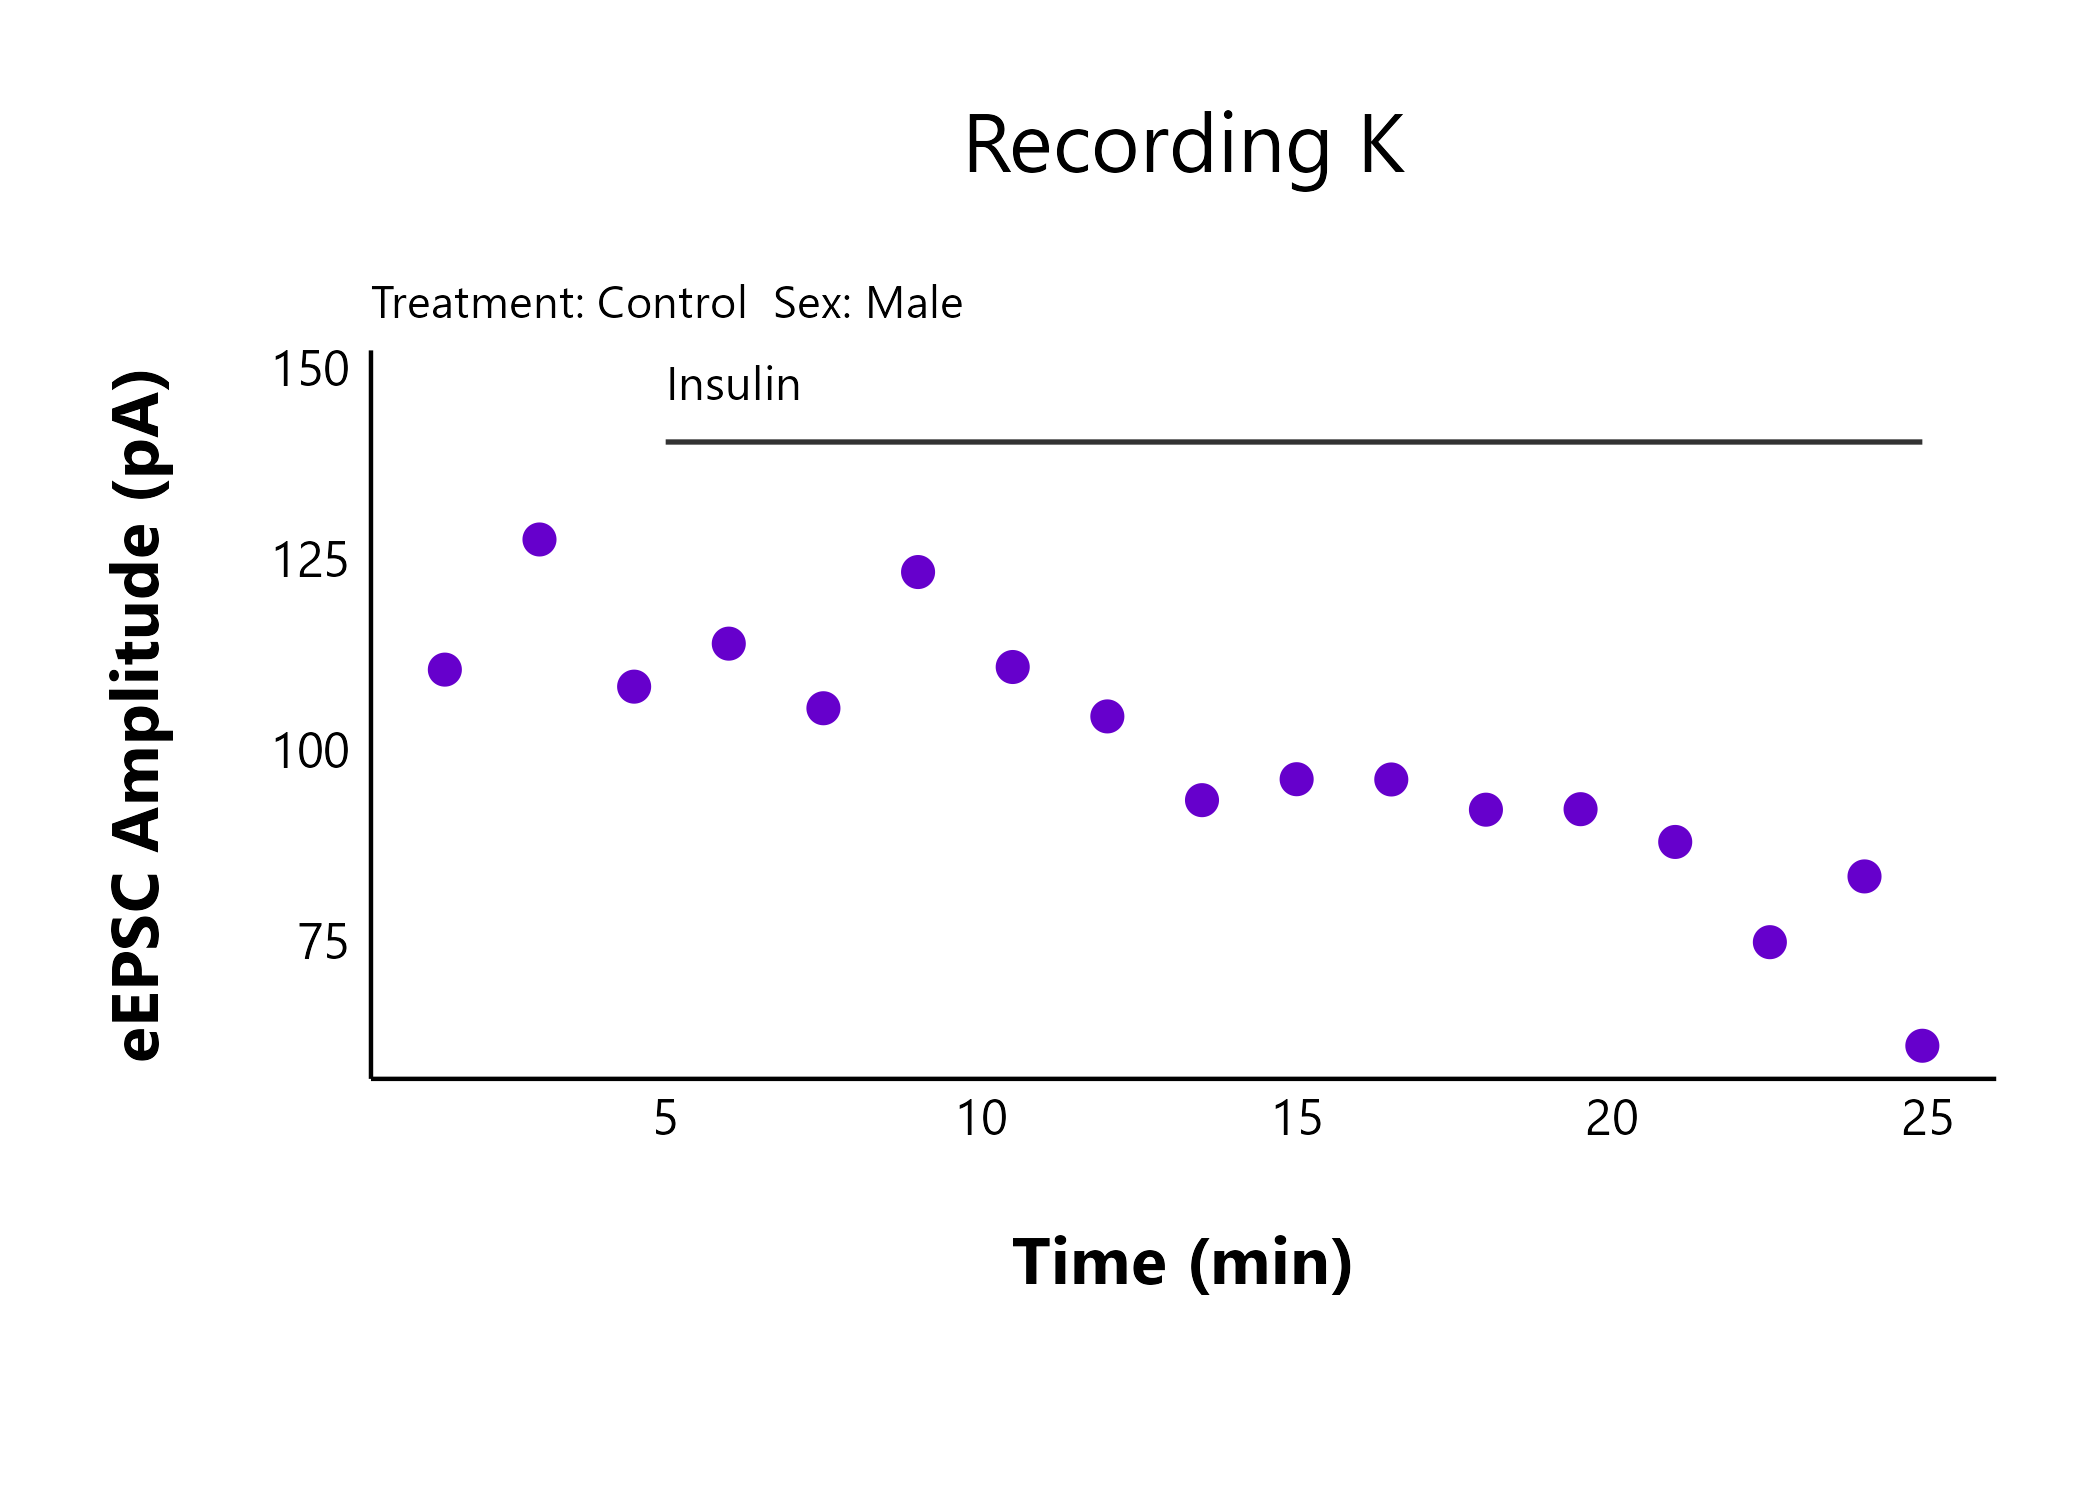 Recording K
Treatment: Control  Sex: Male
Insulin
eEPSC Amplitude (pA)
150
125
100
75
5 10 15 20 25
Time (min)